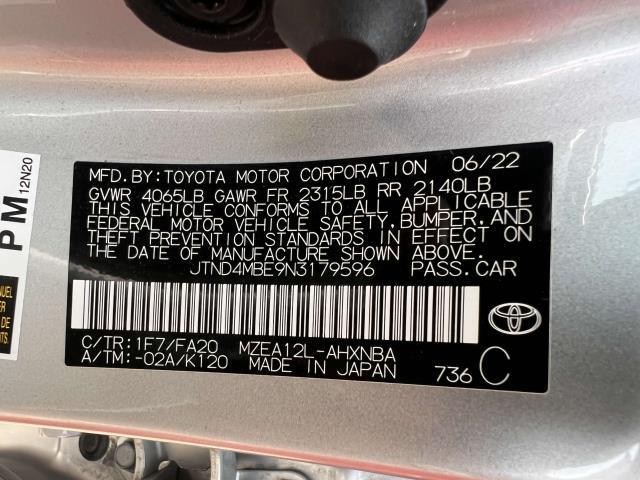 MFD. BY: TOYOTA MOTOR CORPORATION 06/22
GVWR 4065LB GAWR FR 2315LB RR 2140LB
THIS VEHICLE CONFORMS TO ALL APPLICABLE
FEDERAL MOTOR VEHICLE SAFETY, BUMPER, AND
THEFT PREVENTION STANDARDS IN EFFECT ON
THE DATE OF MANUFACTURE SHOWN ABOVE.
JTND4MBE9N3179596 PASS.CAR
C/TR: 1F7/FA20 MZEA12L-AHXNBA
A/TM: -02A/K120 MADE IN JAPAN
736 C
PM
12N20
DE